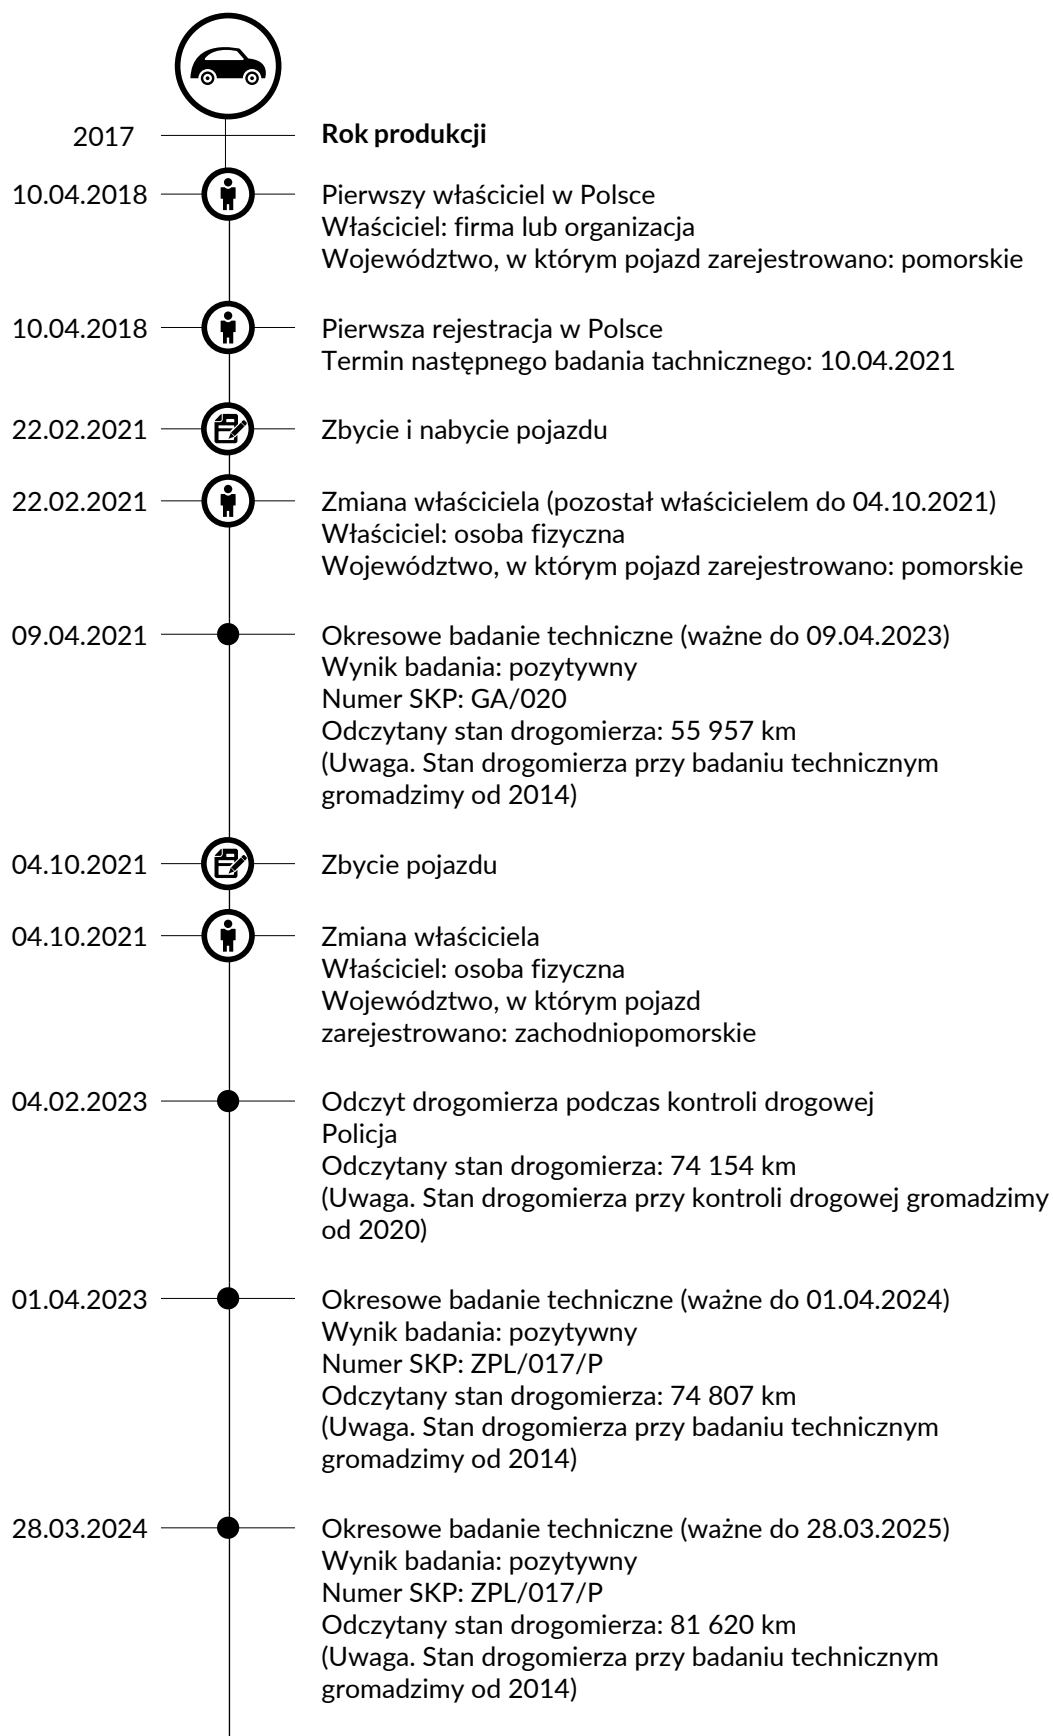 2017 Rok produkcji
10.04.2018 Pierwszy właściciel w Polsce
Właściciel: firma lub organizacja
Województwo, w którym pojazd zarejestrowano: pomorskie
10.04.2018 Pierwsza rejestracja w Polsce
Termin następnego badania tachnicznego: 10.04.2021
22.02.2021 Zbycie i nabycie pojazdu
22.02.2021 Zmiana właściciela (pozostał właścicielem do 04.10.2021)
Właściciel: osoba fizyczna
Województwo, w którym pojazd zarejestrowano: pomorskie
09.04.2021 Okresowe badanie techniczne (ważne do 09.04.2023)
Wynik badania: pozytywny
Numer SKP: GA/020
Odczytany stan drogomierza: 55 957 km
(Uwaga. Stan drogomierza przy badaniu technicznym
gromadzimy od 2014)
04.10.2021 Zbycie pojazdu
04.10.2021 Zmiana właściciela
Właściciel: osoba fizyczna
Województwo, w którym pojazd
zarejestrowano: zachodniopomorskie
04.02.2023 Odczyt drogomierza podczas kontroli drogowej
Policja
Odczytany stan drogomierza: 74 154 km
(Uwaga. Stan drogomierza przy kontroli drogowej gromadzimy
od 2020)
01.04.2023 Okresowe badanie techniczne (ważne do 01.04.2024)
Wynik badania: pozytywny
Numer SKP: ZPL/017/P
Odczytany stan drogomierza: 74 807 km
(Uwaga. Stan drogomierza przy badaniu technicznym
gromadzimy od 2014)
28.03.2024 Okresowe badanie techniczne (ważne do 28.03.2025)
Wynik badania: pozytywny
Numer SKP: ZPL/017/P
Odczytany stan drogomierza: 81 620 km
(Uwaga. Stan drogomierza przy badaniu technicznym
gromadzimy od 2014)